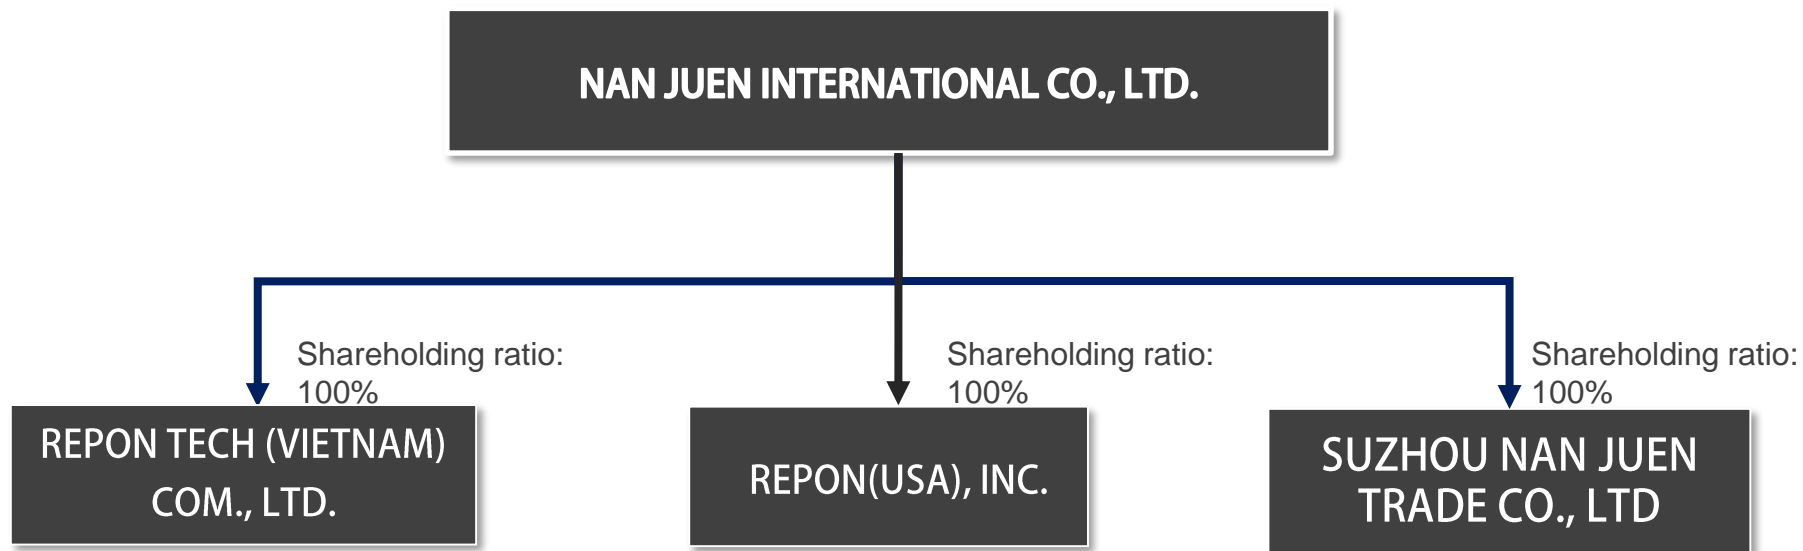 NAN JUEN INTERNATIONAL CO., LTD.
Shareholding ratio:
100%
Shareholding ratio:
100%
Shareholding ratio:
100%
REPON TECH (VIETNAM)
COM., LTD.
REPON(USA), INC.
SUZHOU NAN JUEN
TRADE CO., LTD